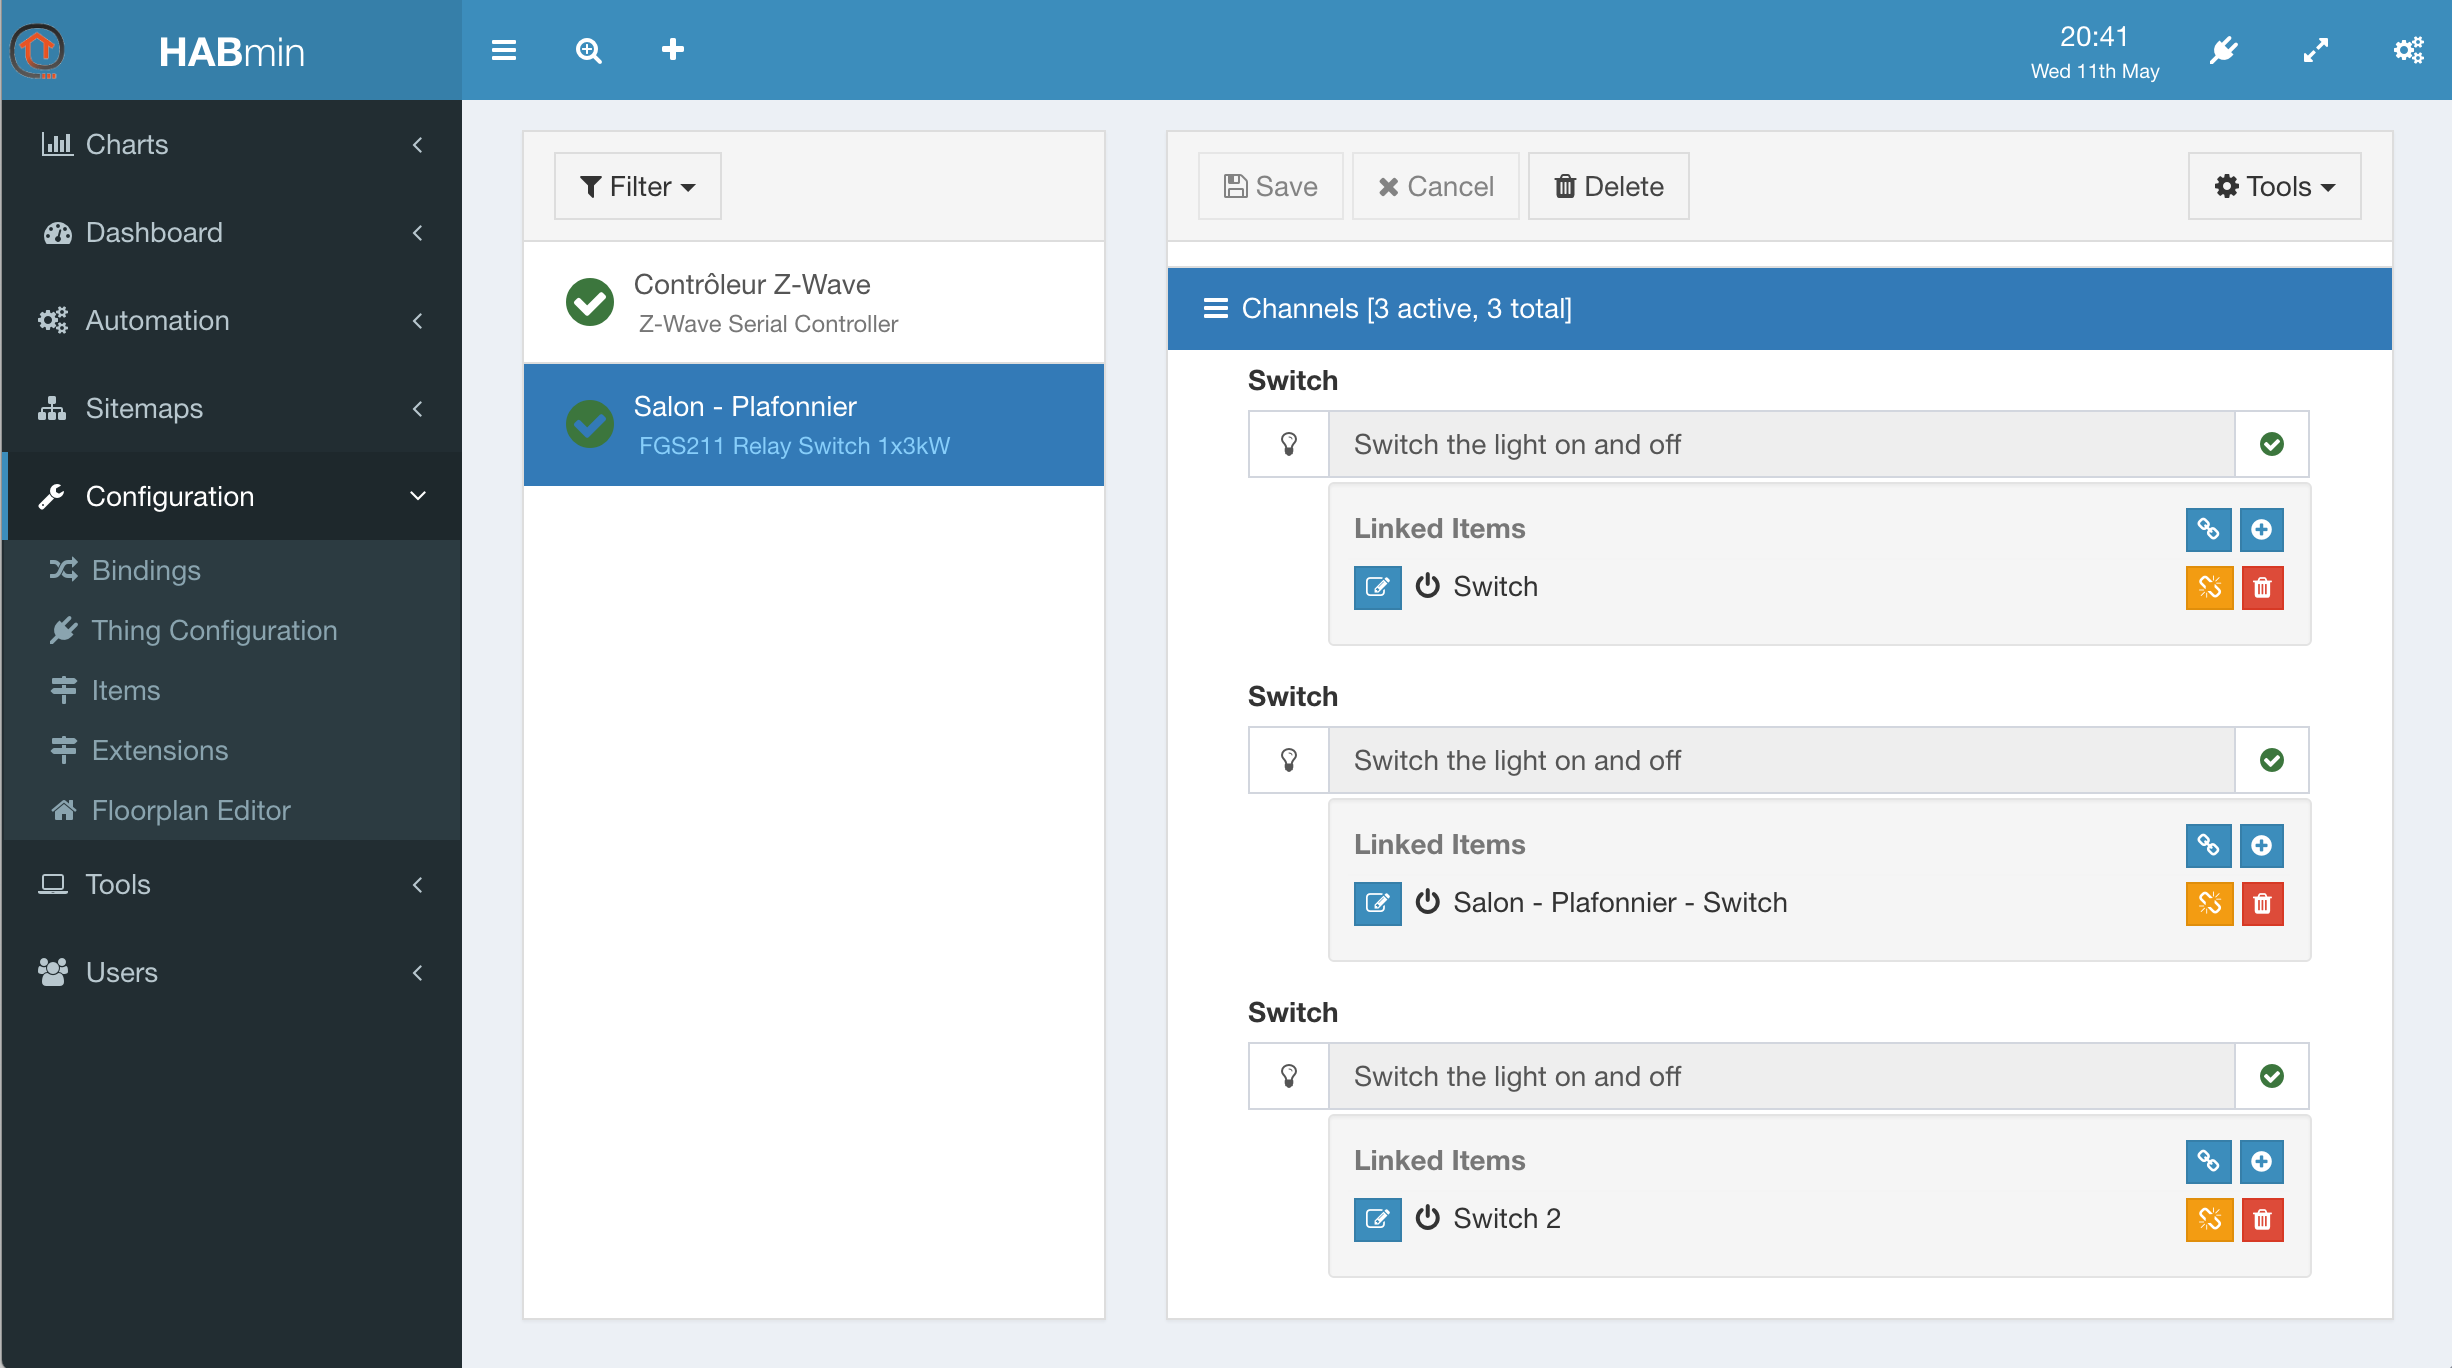 HABmin
20:41
Wed 11th May
Charts
Dashboard
Automation
Sitemaps
Configuration
Bindings
Thing Configuration
Items
Extensions
Floorplan Editor
Tools
Users
Filter
Contrôleur Z-Wave
Z-Wave Serial Controller
Salon - Plafonnier
FGS211 Relay Switch 1x3kW
Save Cancel Delete Tools
Channels [3 active, 3 total]
Switch
Switch the light on and off
Linked Items
Switch
Switch
Switch the light on and off
Linked Items
Salon - Plafonnier - Switch
Switch
Switch the light on and off
Linked Items
Switch 2